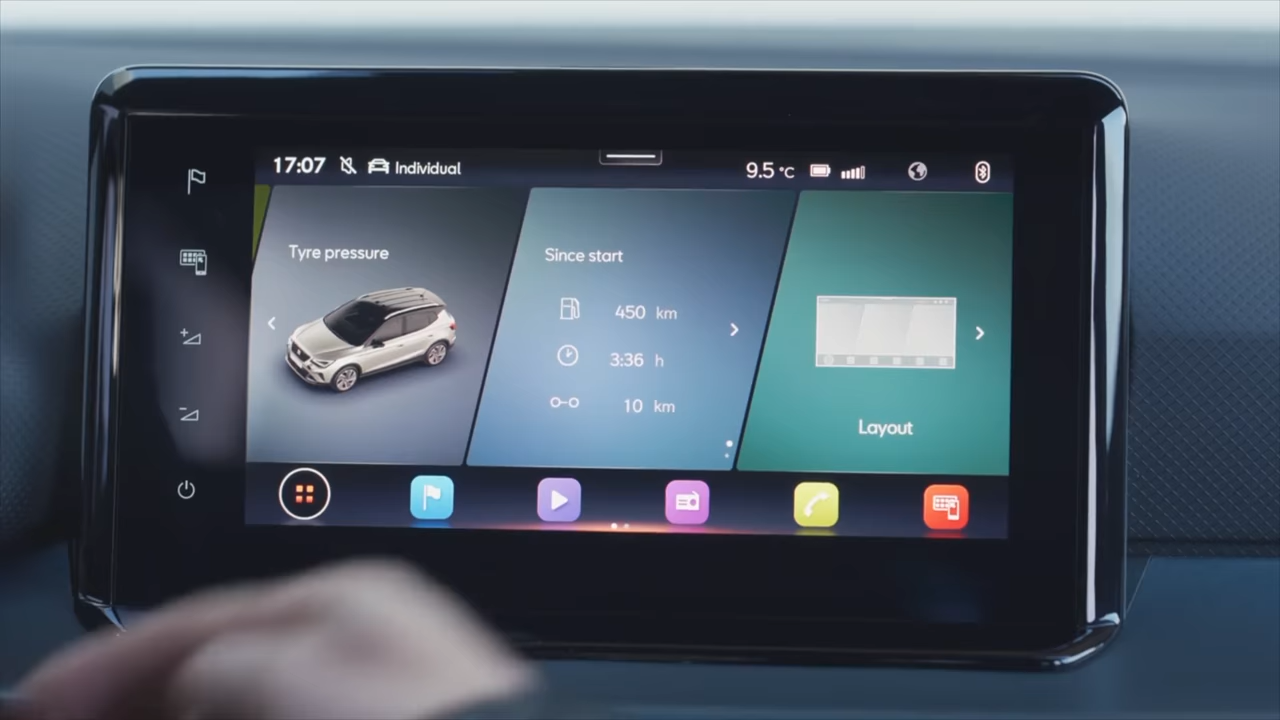 17:07 Individual 9.5 °C
Tyre pressure
Since start
450 km
3:36 h
10 km
Layout